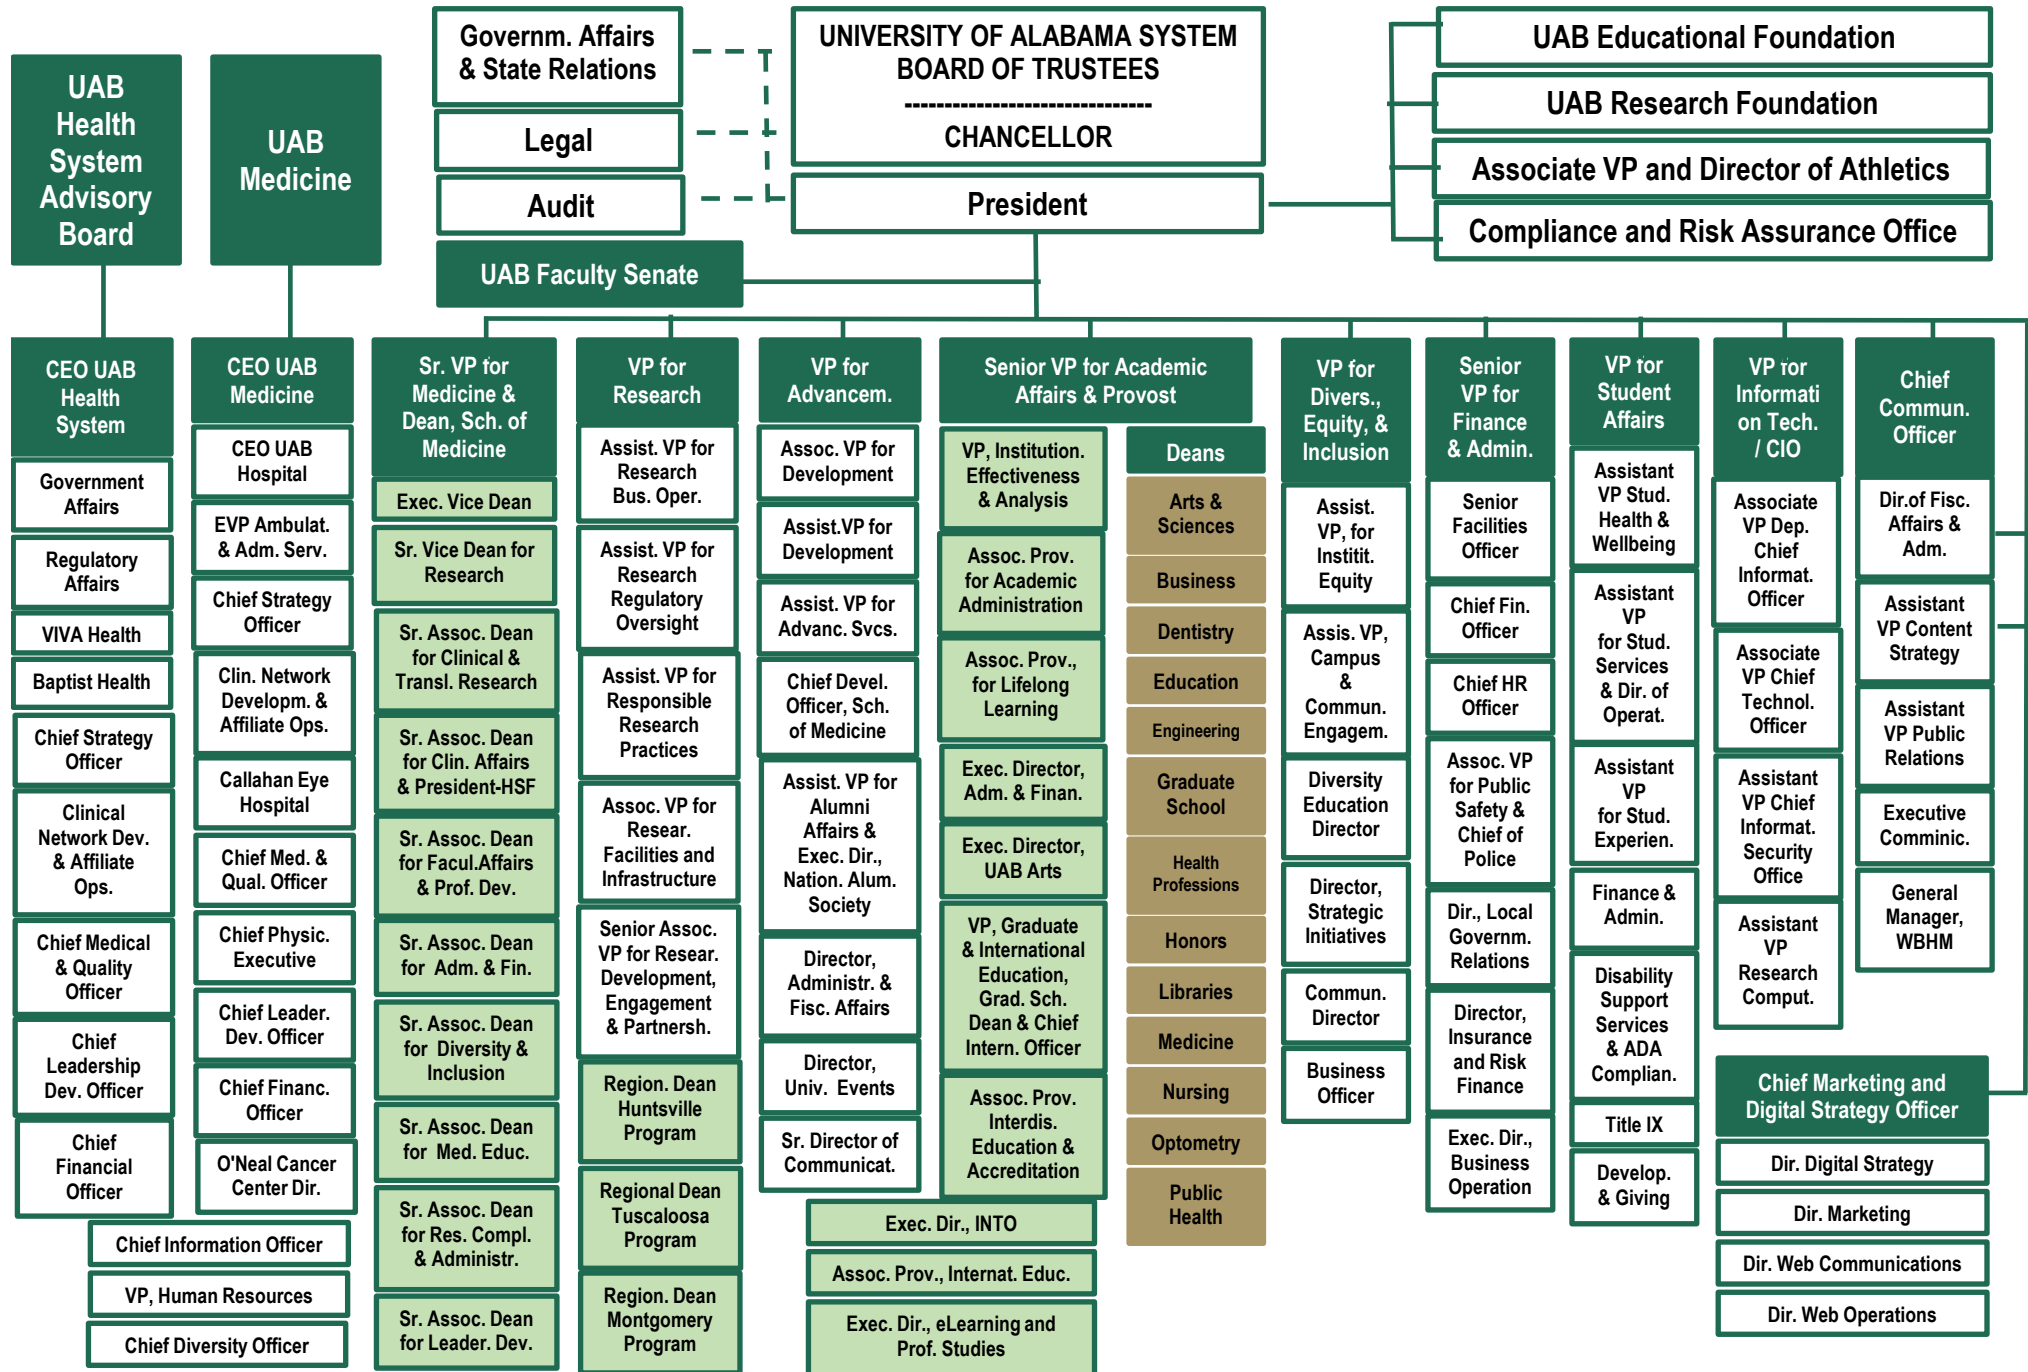 Governm. Affairs
& State Relations
Legal
Audit
UNIVERSITY OF ALABAMA SYSTEM
BOARD OF TRUSTEES
-------------------------------
CHANCELLOR
President
UAB Educational Foundation
UAB Research Foundation
Associate VP and Director of Athletics
Compliance and Risk Assurance Office
UAB
Health
System
Advisory
Board
UAB
Medicine
UAB Faculty Senate
CEO UAB
Health
System
Government
Affairs
Regulatory
Affairs
VIVA Health
Baptist Health
Chief Strategy
Officer
Clinical
Network Dev.
& Affiliate
Ops.
Chief Medical
& Quality
Officer
Chief
Leadership
Dev. Officer
Chief
Financial
Officer
CEO UAB
Medicine
CEO UAB
Hospital
EVP Ambulat.
& Adm. Serv.
Chief Strategy
Officer
Clin. Network
Developm. &
Affiliate Ops.
Callahan Eye
Hospital
Chief Med. &
Qual. Officer
Chief Physic.
Executive
Chief Leader.
Dev. Officer
Chief Financ.
Officer
O'Neal Cancer
Center Dir.
Chief Information Officer
VP, Human Resources
Chief Diversity Officer
Sr. VP for
Medicine &
Dean, Sch. of
Medicine
Exec. Vice Dean
Sr. Vice Dean for
Research
Sr. Assoc. Dean
for Clinical &
Transl. Research
Sr. Assoc. Dean
for Clin. Affairs
& President-HSF
Sr. Assoc. Dean
for Facul.Affairs
& Prof. Dev.
Sr. Assoc. Dean
for Adm. & Fin.
Sr. Assoc. Dean
for Diversity &
Inclusion
Sr. Assoc. Dean
for Med. Educ.
Sr. Assoc. Dean
for Res. Compl.
& Administr.
Sr. Assoc. Dean
for Leader. Dev.
VP for
Research
Assist. VP for
Research
Bus. Oper.
Assist. VP for
Research
Regulatory
Oversight
Assist. VP for
Responsible
Research
Practices
Assoc. VP for
Resear.
Facilities and
Infrastructure
Senior Assoc.
VP for Resear.
Development,
Engagement
& Partnersh.
Region. Dean
Huntsville
Program
Regional Dean
Tuscaloosa
Program
Region. Dean
Montgomery
Program
VP for
Advancem.
Assoc. VP for
Development
Assist.VP for
Development
Assist. VP for
Advanc. Svcs.
Chief Devel.
Officer, Sch.
of Medicine
Assist. VP for
Alumni
Affairs &
Exec. Dir.,
Nation. Alum.
Society
Director,
Administr. &
Fisc. Affairs
Director,
Univ. Events
Sr. Director of
Communicat.
Senior VP for Academic
Affairs & Provost
VP, Institution.
Effectiveness
& Analysis
Assoc. Prov.
for Academic
Administration
Assoc. Prov.,
for Lifelong
Learning
Exec. Director,
Adm. & Finan.
Exec. Director,
UAB Arts
VP, Graduate
& International
Education,
Grad. Sch.
Dean & Chief
Intern. Officer
Assoc. Prov.
Interdis.
Education &
Accreditation
Exec. Dir., INTO
Assoc. Prov., Internat. Educ.
Exec. Dir., eLearning and
Prof. Studies
Deans
Arts &
Sciences
Business
Dentistry
Education
Engineering
Graduate
School
Health
Professions
Honors
Libraries
Medicine
Nursing
Optometry
Public
Health
VP for
Divers.,
Equity, &
Inclusion
Assist.
VP, for
Institit.
Equity
Assis. VP,
Campus
&
Commun.
Engagem.
Diversity
Education
Director
Director,
Strategic
Initiatives
Commun.
Director
Business
Officer
Senior
VP for
Finance
& Admin.
Senior
Facilities
Officer
Chief Fin.
Officer
Chief HR
Officer
Assoc. VP
for Public
Safety &
Chief of
Police
Dir., Local
Governm.
Relations
Director,
Insurance
and Risk
Finance
Exec. Dir.,
Business
Operation
VP for
Student
Affairs
Assistant
VP Stud.
Health &
Wellbeing
Assistant
VP
for Stud.
Services
& Dir. of
Operat.
Assistant
VP
for Stud.
Experien.
Finance &
Admin.
Disability
Support
Services
& ADA
Complian.
Title IX
Develop.
& Giving
VP for
Informati
on Tech.
/ CIO
Associate
VP Dep.
Chief
Informat.
Officer
Associate
VP Chief
Technol.
Officer
Assistant
VP Chief
Informat.
Security
Office
Assistant
VP
Research
Comput.
Chief
Commun.
Officer
Dir.of Fisc.
Affairs &
Adm.
Assistant
VP Content
Strategy
Assistant
VP Public
Relations
Executive
Comminic.
General
Manager,
WBHM
Chief Marketing and
Digital Strategy Officer
Dir. Digital Strategy
Dir. Marketing
Dir. Web Communications
Dir. Web Operations